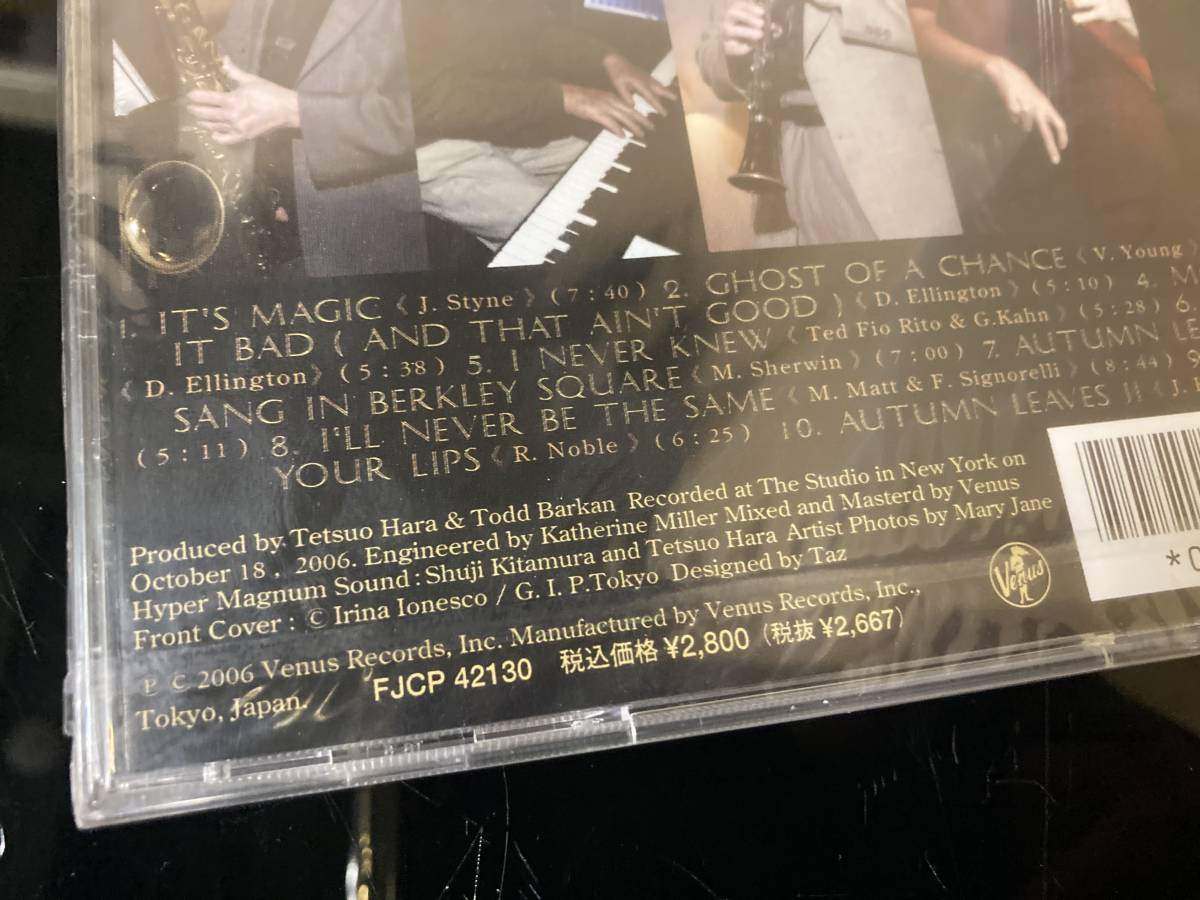 1. IT'S MAGIC《 J. Styne 》(7:40) 2. GHOST OF A CHANCE《 V. Young 》
IT BAD ( AND THAT AIN'T GOOD )《 D. Ellington 》(5:10) 4. M
《 D. Ellington》(5:38) 5. I NEVER KNEW《 Ted Fio Rito & G.Kahn 》(5:28) 6.
SANG IN BERKLEY SQUARE《 M. Sherwin 》(7:00) 7. AUTUMN LE
(5:11) 8. I'LL NEVER BE THE SAME《 M. Matt & F. Signorelli 》(8:44) 9
YOUR LIPS《 R. Noble 》(6:25) 10. AUTUMN LEAVES II《 J.
Produced by Tetsuo Hara & Todd Barkan Recorded at The Studio in New York on
October 18, 2006. Engineered by Katherine Miller Mixed and Masterd by Venus
Hyper Magnum Sound : Shuji Kitamura and Tetsuo Hara Artist Photos by Mary Jane
Front Cover : © Irina Ionesco / G. I. P.Tokyo Designed by Taz
P C 2006 Venus Records, Inc. Manufactured by Venus Records, Inc.,
Tokyo, Japan.
FJCP 42130 税込価格¥2,800 (税抜¥2,667)
Venus